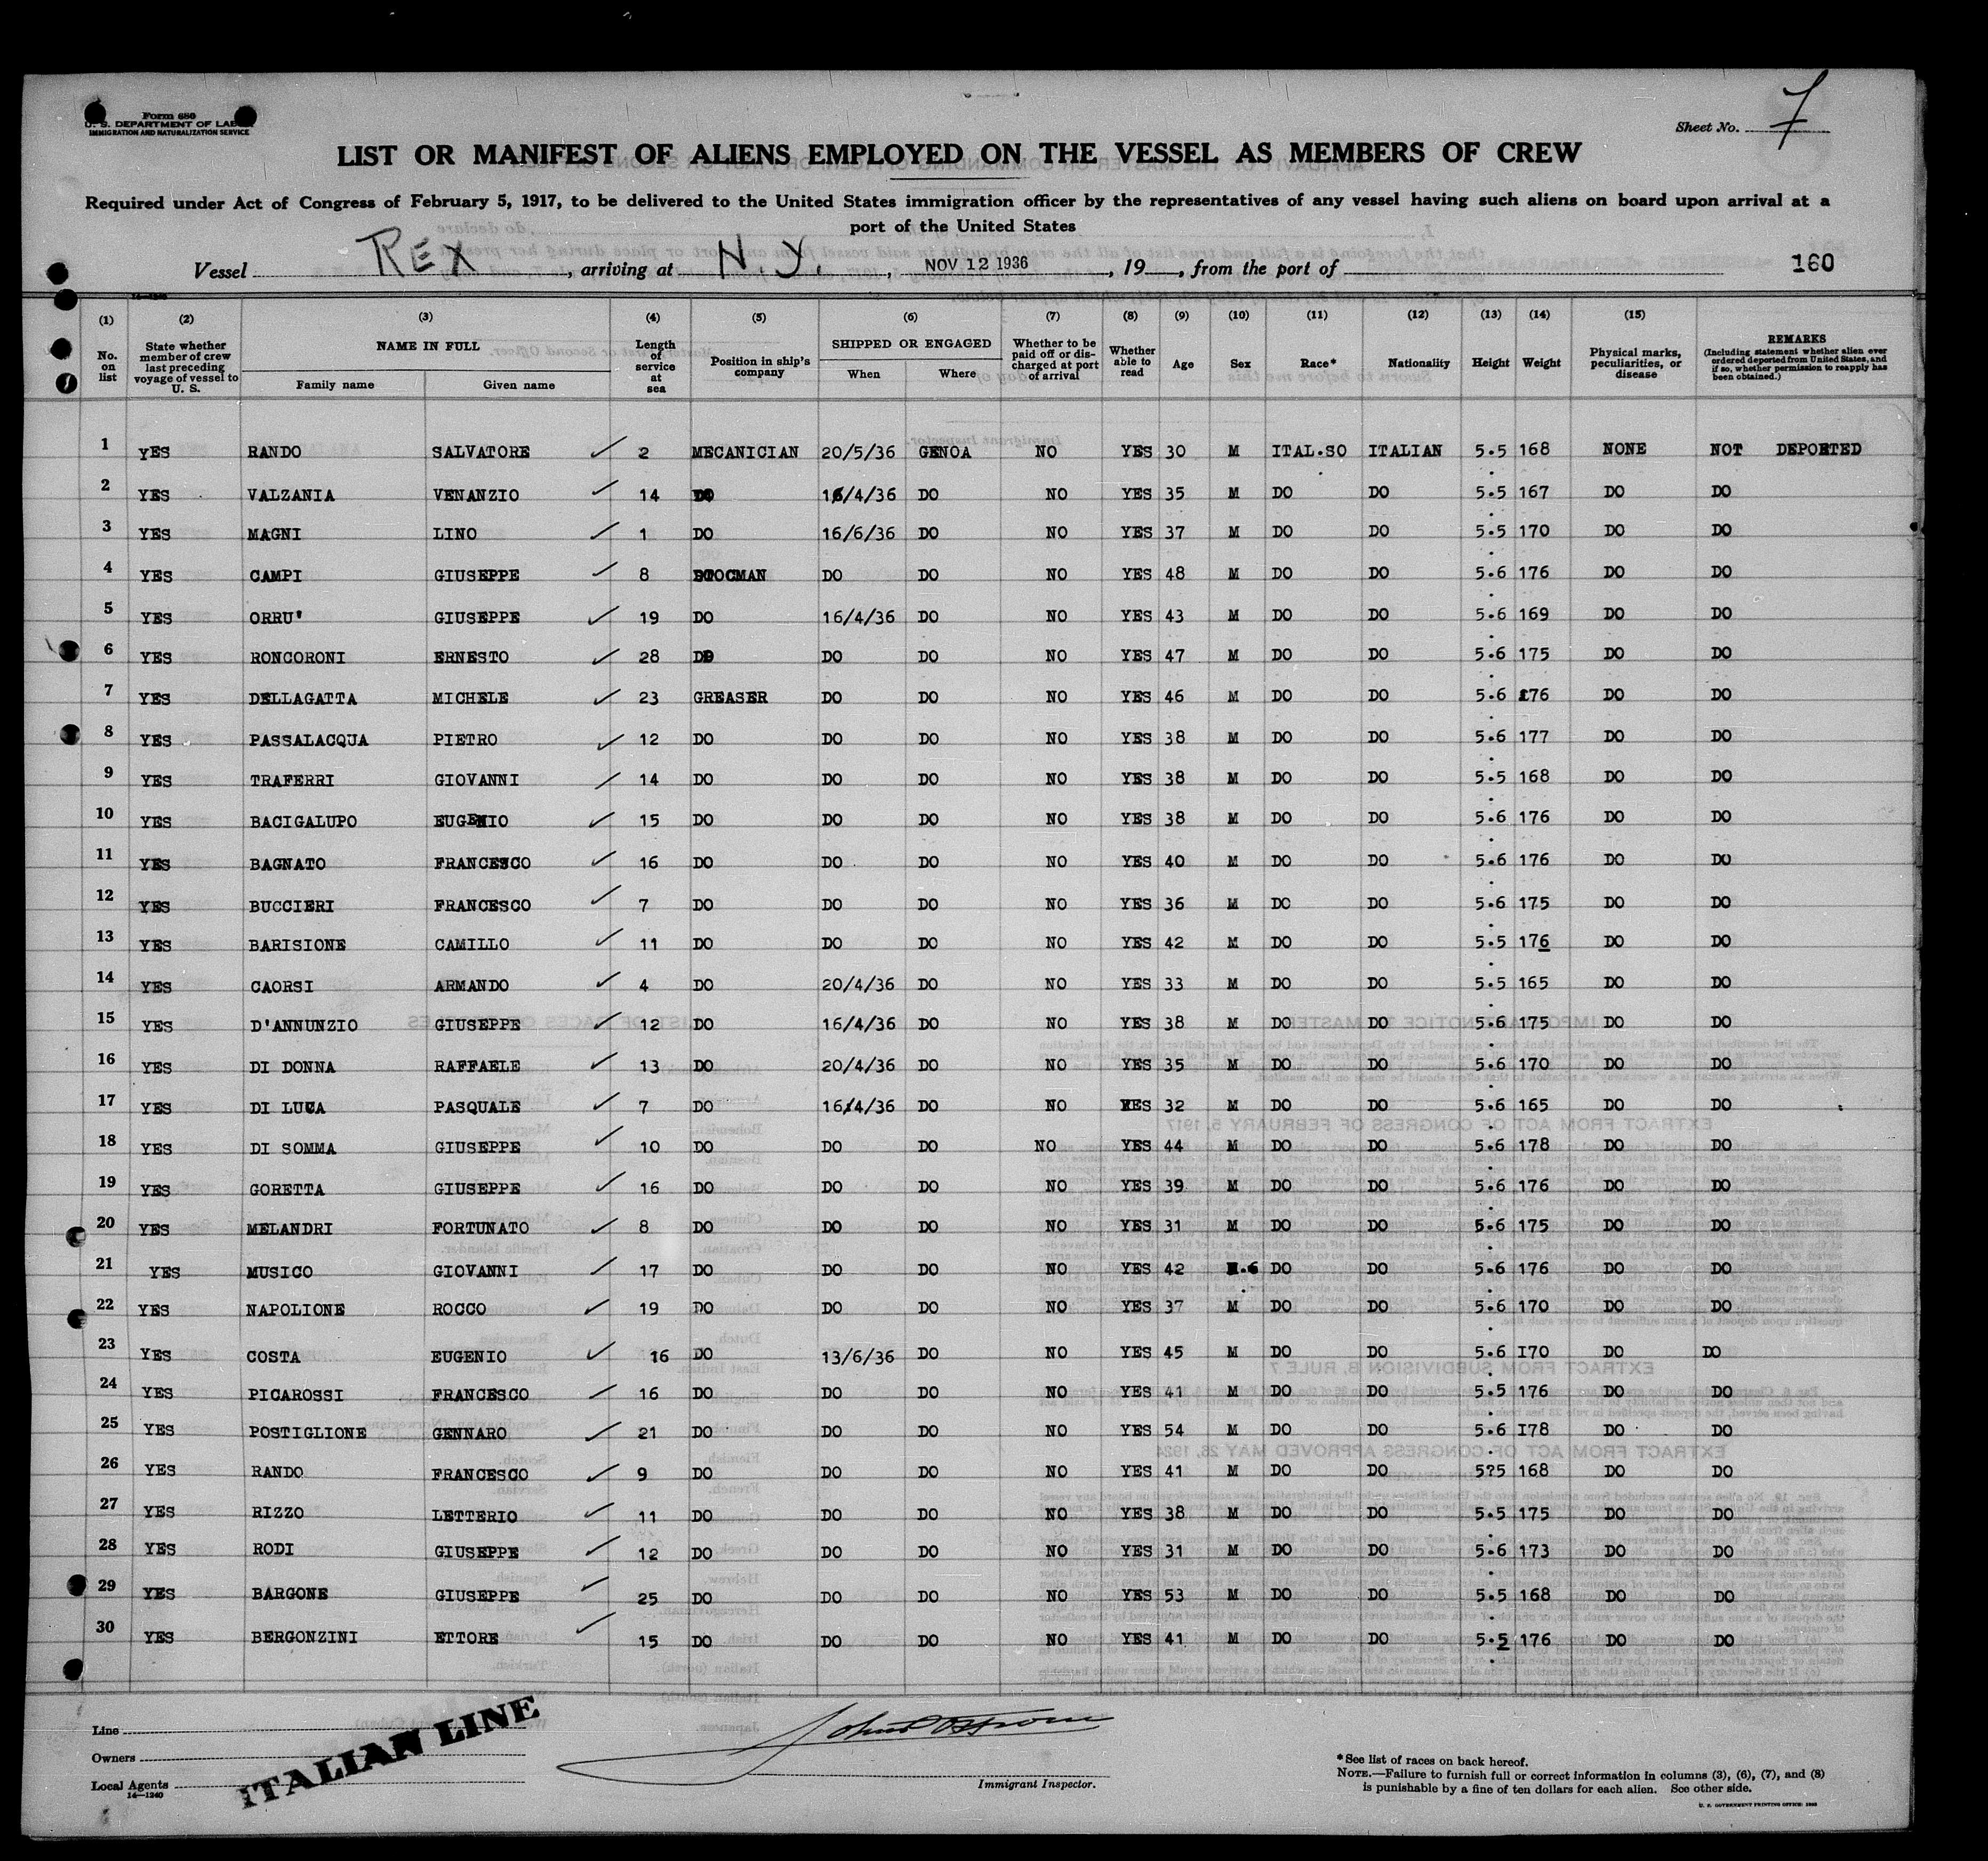 Form 680
U. S. DEPARTMENT OF LABOR
IMMIGRATION AND NATURALIZATION SERVICE
Sheet No. 7
LIST OR MANIFEST OF ALIENS EMPLOYED ON THE VESSEL AS MEMBERS OF CREW
Required under Act of Congress of February 5, 1917, to be delivered to the United States immigration officer by the representatives of any vessel having such aliens on board upon arrival at a
port of the United States
Vessel REX, arriving at N.Y., NOV 12 1936, 19, from the port of 160
14—1240
(1) (2) (3) (4) (5) (6) (7) (8) (9) (10) (11) (12) (13) (14) (15)
No. on list State whether member of crew last preceding voyage of vessel to U. S. NAME IN FULL Family name Given name Length of service at sea Position in ship's company SHIPPED OR ENGAGED When Where Whether to be paid off or discharged at port of arrival Whether able to read Age Sex Race* Nationality Height Weight Physical marks, peculiarities, or disease REMARKS (Including statement whether alien ever ordered deported from United States, and if so, whether permission to reapply has been obtained.)
1 YES RANDO SALVATORE 2 MECANICIAN 20/5/36 GENOA NO YES 30 M ITAL.SO ITALIAN 5.5 168 NONE NOT DEPORTED
2 YES VALZANIA VENANZIO 14 DO 16/4/36 DO NO YES 35 M DO DO 5.5 167 DO DO
3 YES MAGNI LINO 1 DO 16/6/36 DO NO YES 37 M DO DO 5.5 170 DO DO
4 YES CAMPI GIUSEPPE 8 STOCMAN DO DO NO YES 48 M DO DO 5.6 176 DO DO
5 YES ORRU' GIUSEPPE 19 DO 16/4/36 DO NO YES 43 M DO DO 5.6 169 DO DO
6 YES RONCORONI ERNESTO 28 DO DO DO NO YES 47 M DO DO 5.6 175 DO DO
7 YES DELLAGATTA MICHELE 23 GREASER DO DO NO YES 46 M DO DO 5.6 176 DO DO
8 YES PASSALACQUA PIETRO 12 DO DO DO NO YES 38 M DO DO 5.6 177 DO DO
9 YES TRAFERRI GIOVANNI 14 DO DO DO NO YES 38 M DO DO 5.5 168 DO DO
10 YES BACIGALUPO EUGENIO 15 DO DO DO NO YES 38 M DO DO 5.6 176 DO DO
11 YES BAGNATO FRANCESCO 16 DO DO DO NO YES 40 M DO DO 5.6 176 DO DO
12 YES BUCCIERI FRANCESCO 7 DO DO DO NO YES 36 M DO DO 5.6 175 DO DO
13 YES BARISIONE CAMILLO 11 DO DO DO NO YES 42 M DO DO 5.5 176 DO DO
14 YES CAORSI ARMANDO 4 DO 20/4/36 DO NO YES 33 M DO DO 5.5 165 DO DO
15 YES D'ANNUNZIO GIUSEPPE 12 DO 16/4/36 DO NO YES 38 M DO DO 5.6 175 DO DO
16 YES DI DONNA RAFFAELE 13 DO 20/4/36 DO NO YES 35 M DO DO 5.6 170 DO DO
17 YES DI LUCA PASQUALE 7 DO 16/4/36 DO NO YES 32 M DO DO 5.6 165 DO DO
18 YES DI SOMMA GIUSEPPE 10 DO DO DO NO YES 44 M DO DO 5.6 178 DO DO
19 YES GORETTA GIUSEPPE 16 DO DO DO NO YES 39 M DO DO 5.6 176 DO DO
20 YES MELANDRI FORTUNATO 8 DO DO DO NO YES 31 M DO DO 5.6 175 DO DO
21 YES MUSICO GIOVANNI 17 DO DO DO NO YES 42 DO DO 5.6 176 DO DO
22 YES NAPOLIONE ROCCO 19 DO DO DO NO YES 37 M DO DO 5.6 170 DO DO
23 YES COSTA EUGENIO 16 DO 13/6/36 DO NO YES 45 M DO DO 5.6 I70 DO DO
24 YES PICAROSSI FRANCESCO 16 DO DO DO NO YES 41 M DO DO 5.5 176 DO DO
25 YES POSTIGLIONE GENNARO 21 DO DO DO NO YES 54 M DO DO 5.6 I78 DO DO
26 YES RANDO FRANCESCO 9 DO DO DO NO YES 41 M DO DO 5?5 168 DO DO
27 YES RIZZO LETTERIO 11 DO DO DO NO YES 38 M DO DO 5.5 175 DO DO
28 YES RODI GIUSEPPE 12 DO DO DO NO YES 31 M DO DO 5.6 173 DO DO
29 YES BARGONE GIUSEPPE 25 DO DO DO NO YES 53 M DO DO 5.5 168 DO DO
30 YES BERGONZINI ETTORE 15 DO DO DO NO YES 41 M DO DO 5.5 176 DO DO
Line
Owners
Local Agents
14—1240
ITALIAN LINE
Immigrant Inspector.
*See list of races on back hereof.
NOTE.—Failure to furnish full or correct information in columns (3), (6), (7), and (8)
is punishable by a fine of ten dollars for each alien. See other side.